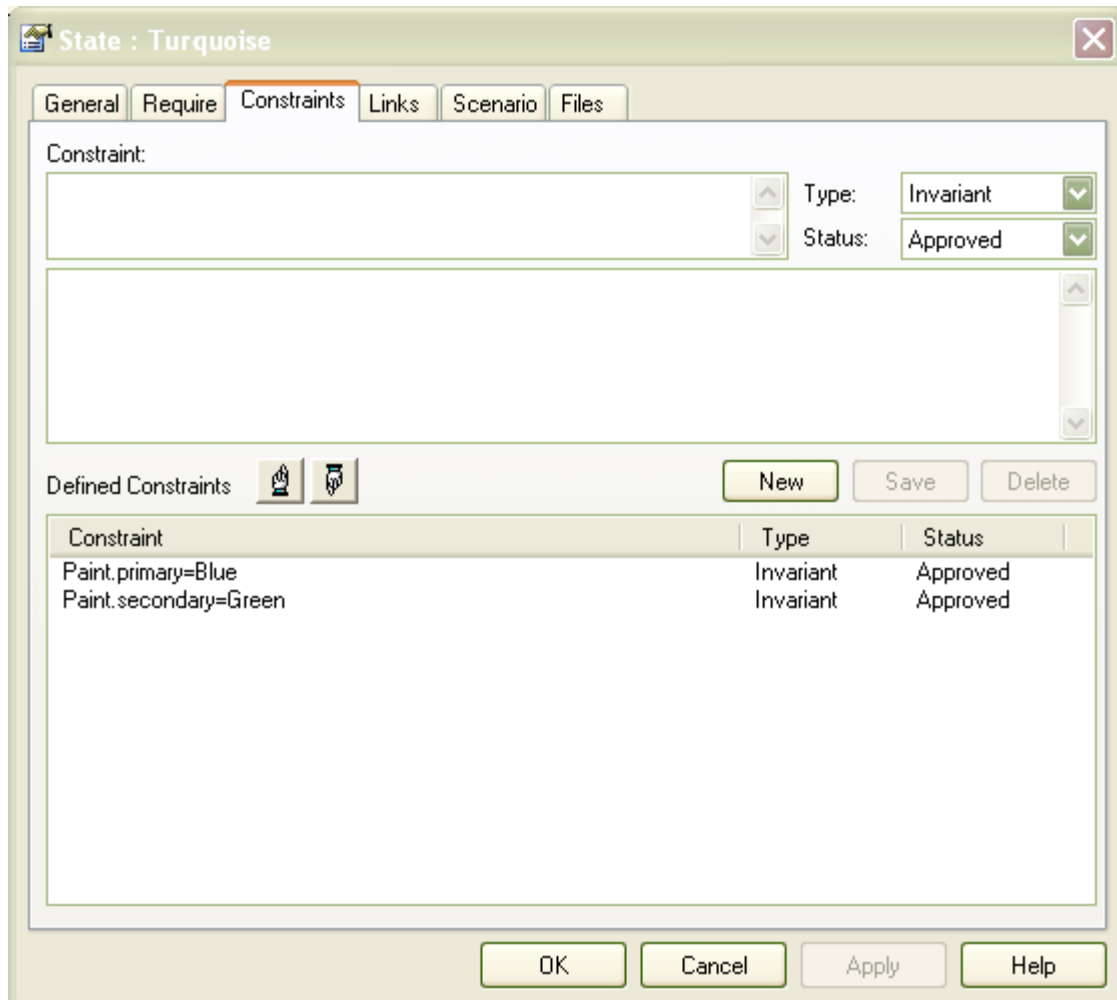 State : Turquoise
General Require Constraints Links Scenario Files
Constraint:
Type: Invariant
Status: Approved
Defined Constraints New Save Delete
Constraint Type Status
Paint.primary=Blue Invariant Approved
Paint.secondary=Green Invariant Approved
OK Cancel Apply Help